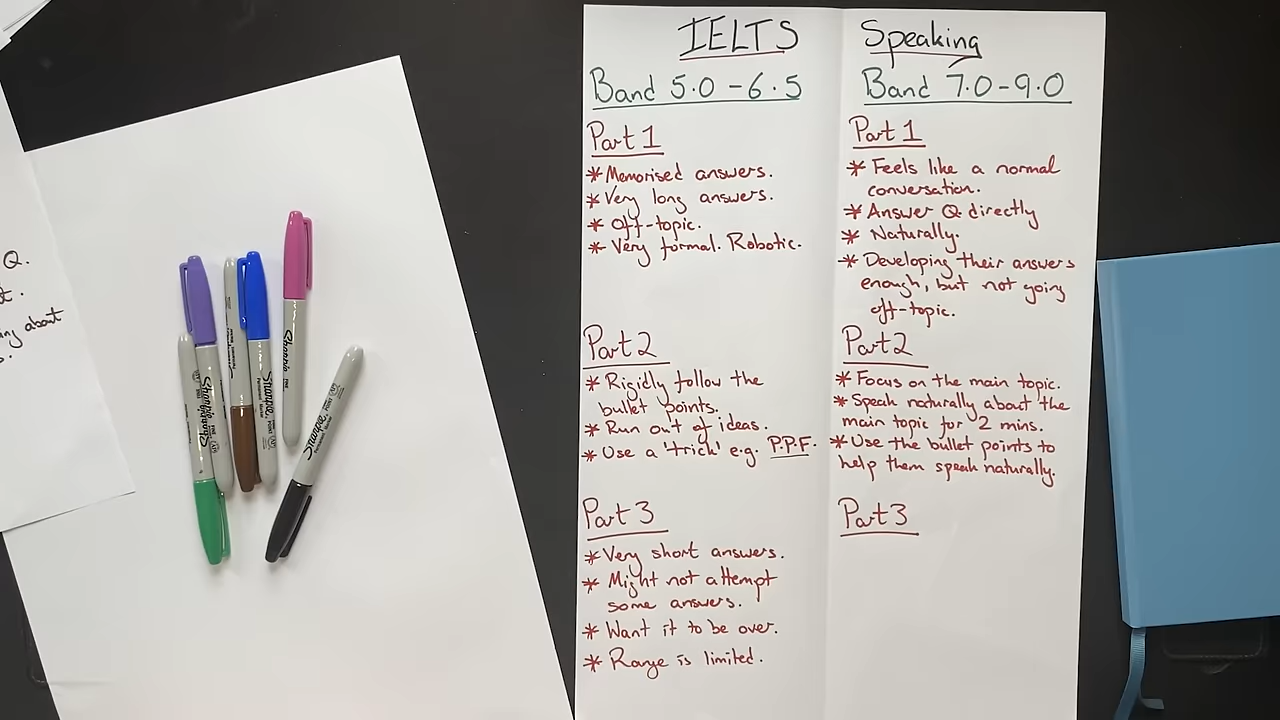 IELTS Speaking
Band 5.0 - 6.5
Part 1
* Memorised answers.
* Very long answers.
* Off-topic.
* Very formal. Robotic.
Part 2
* Rigidly follow the
bullet points.
* Run out of ideas.
* Use a 'trick' e.g. P.P.F.
Part 3
* Very short answers.
* Might not attempt
some answers.
* Want it to be over.
* Range is limited.
Band 7.0 - 9.0
Part 1
* Feels like a normal
conversation.
* Answer Q directly
* Naturally.
* Developing their answers
enough, but not going
off-topic.
Part 2
* Focus on the main topic.
* Speak naturally about the
main topic for 2 mins.
* Use the bullet points to
help them speak naturally.
Part 3
Q.
about
Sharpie
Sharpie
Sharpie
Sharpie